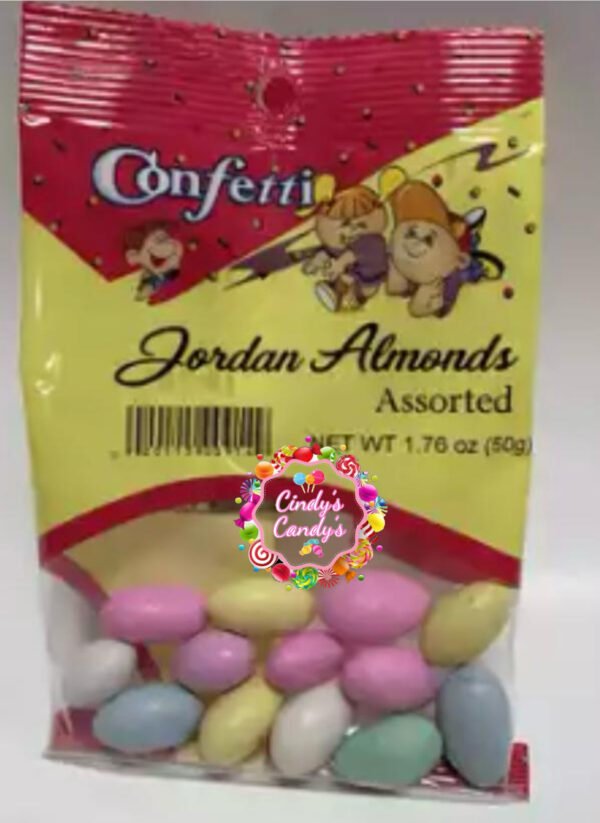 Confetti
Jordan Almonds
Assorted
NET WT 1.76 oz (50g)
Cindy's
Candy's